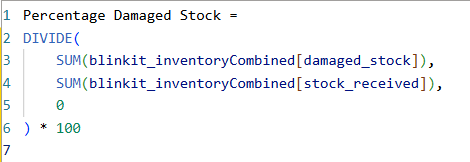 1 Percentage Damaged Stock =
2 DIVIDE(
3     SUM(blinkit_inventoryCombined[damaged_stock]),
4     SUM(blinkit_inventoryCombined[stock_received]),
5     0
6 ) * 100
7